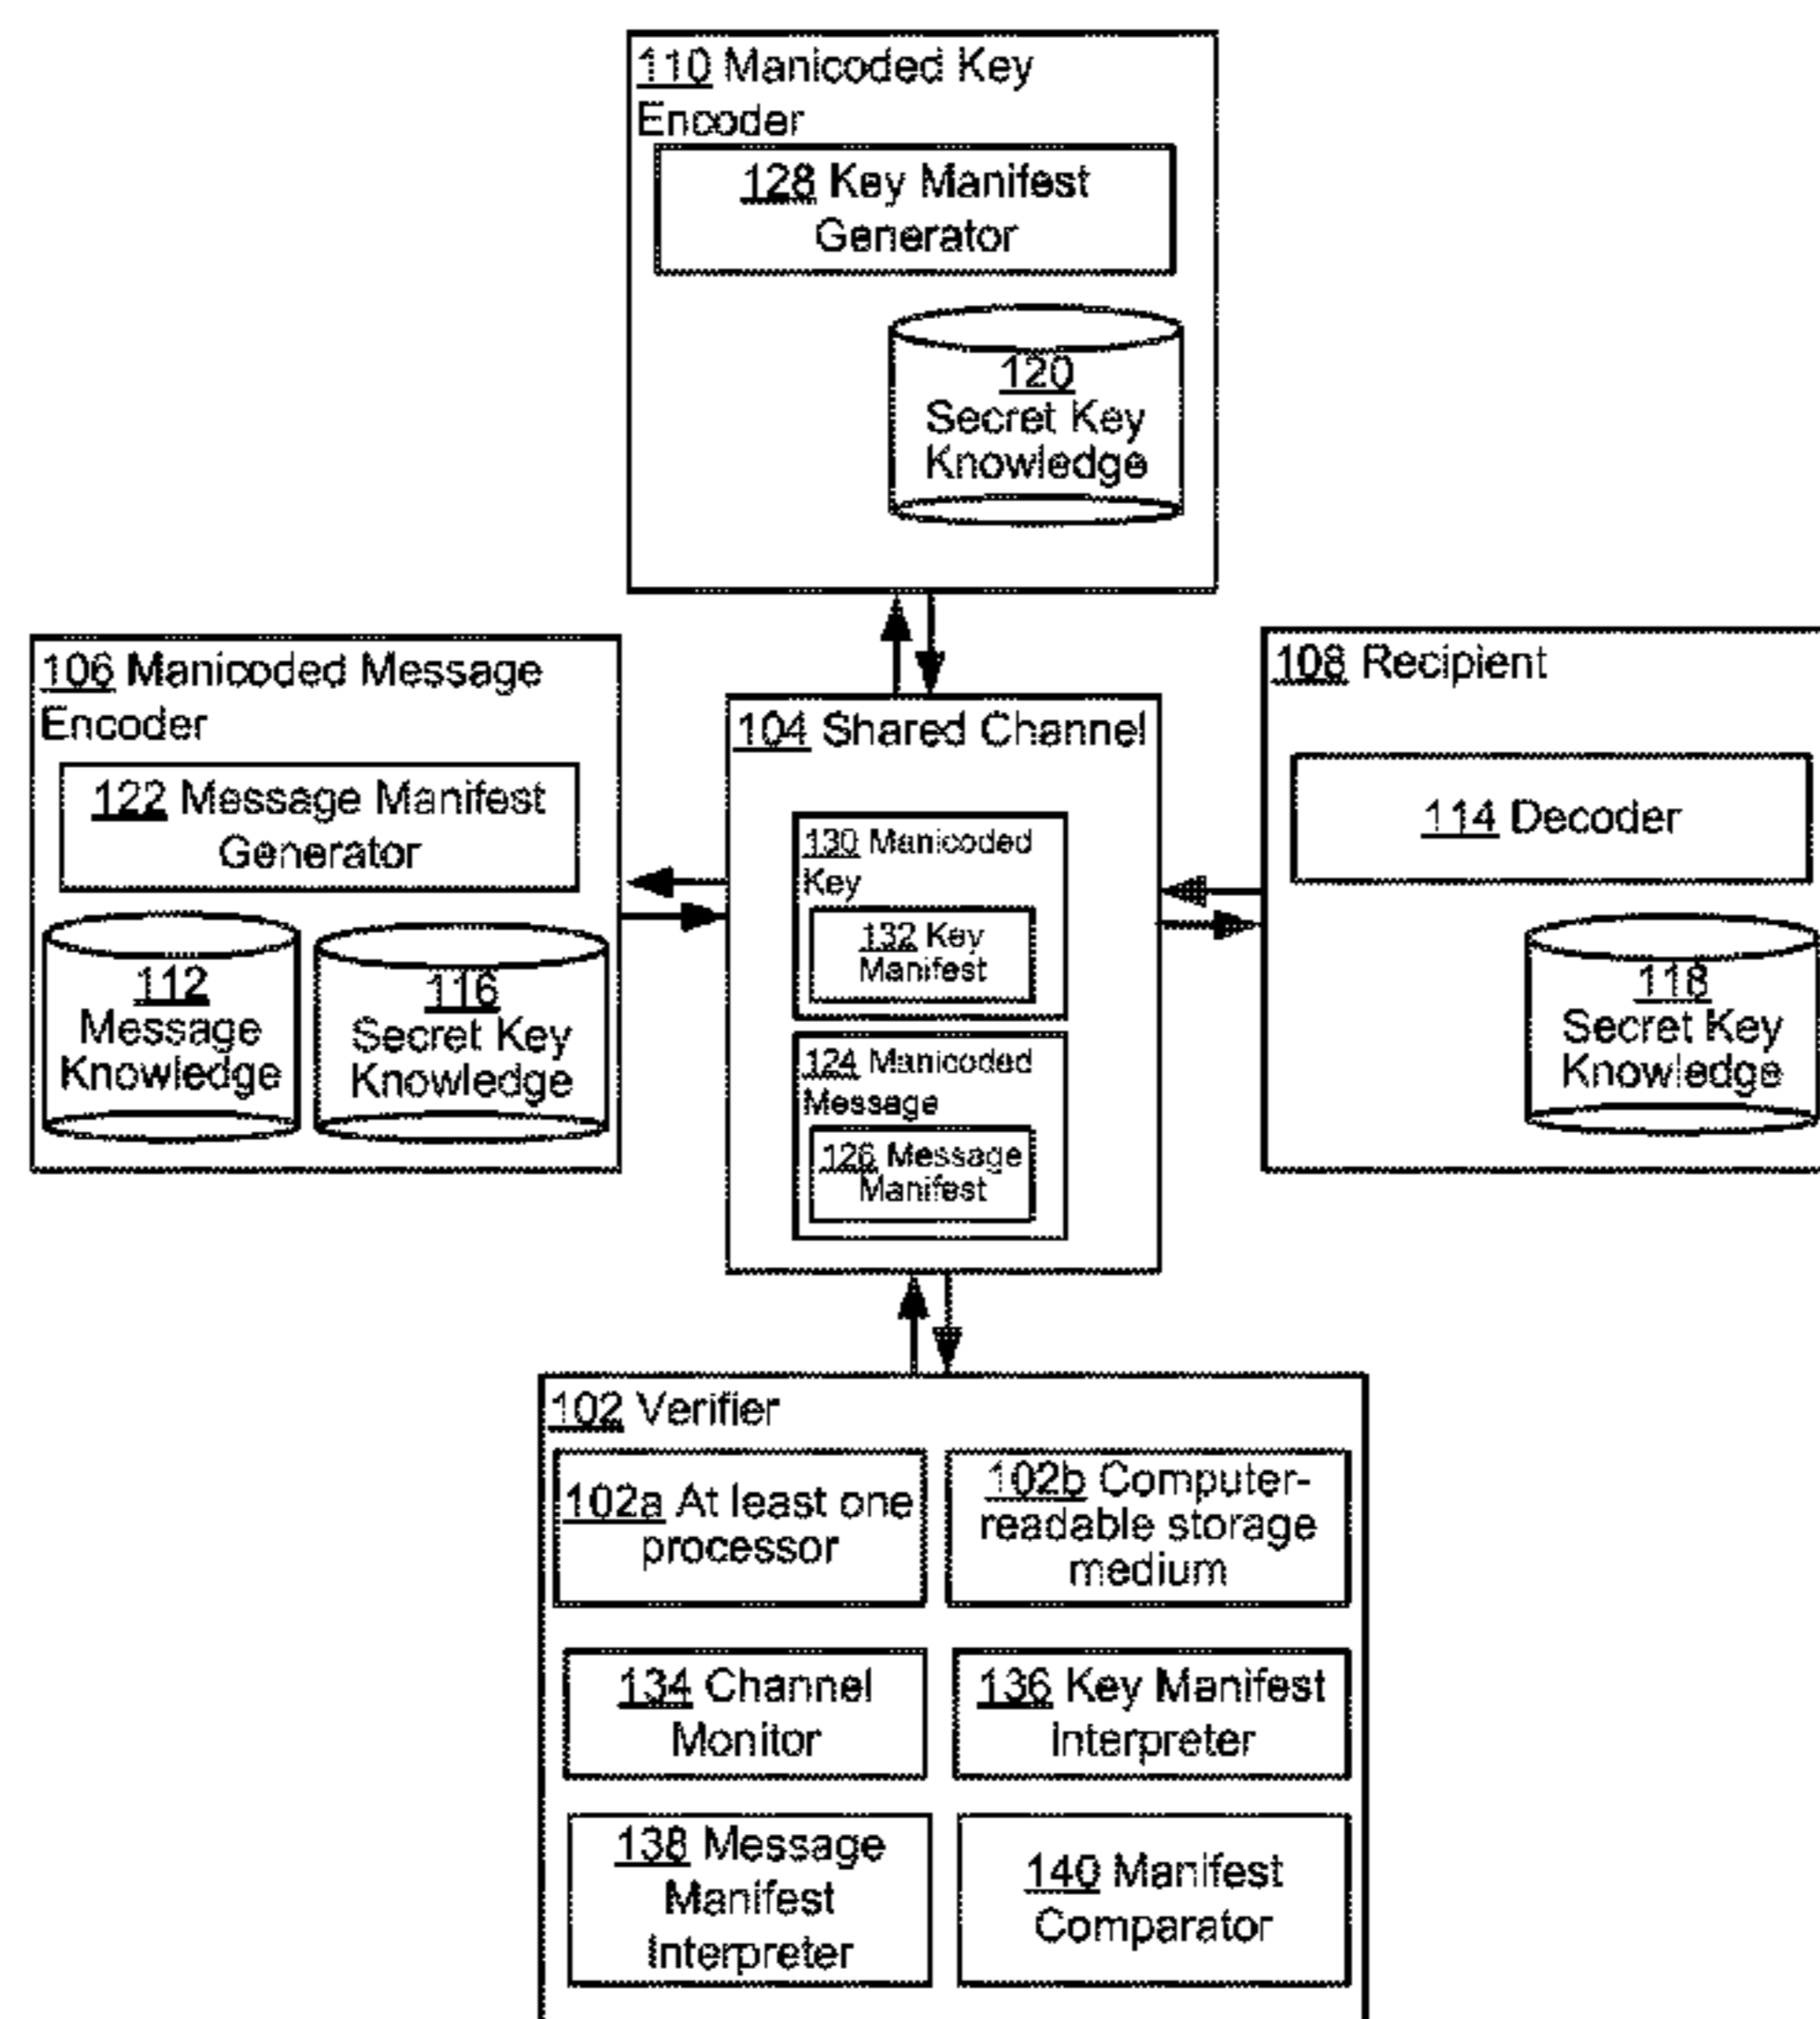 110 Manicoded Key
Encoder
128 Key Manifest
Generator
120
Secret Key
Knowledge
106 Manicoded Message
Encoder
122 Message Manifest
Generator
112
Message
Knowledge
116
Secret Key
Knowledge
104 Shared Channel
130 Manicoded
Key
132 Key
Manifest
124 Manicoded
Message
126 Message
Manifest
108 Recipient
114 Decoder
118
Secret Key
Knowledge
102 Verifier
102a At least one
processor
102b Computer-
readable storage
medium
134 Channel
Monitor
136 Key Manifest
Interpreter
138 Message
Manifest
Interpreter
140 Manifest
Comparator